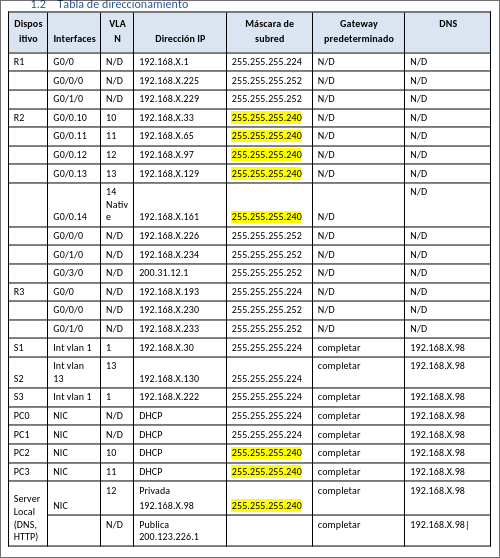 1.2 Tabla de direccionamiento
Dispos itivo Interfaces VLA N Dirección IP Máscara de subred Gateway predeterminado DNS
R1 G0/0 N/D 192.168.X.1 255.255.255.224 N/D N/D
G0/0/0 N/D 192.168.X.225 255.255.255.252 N/D N/D
G0/1/0 N/D 192.168.X.229 255.255.255.252 N/D N/D
R2 G0/0.10 10 192.168.X.33 255.255.255.240 N/D N/D
G0/0.11 11 192.168.X.65 255.255.255.240 N/D N/D
G0/0.12 12 192.168.X.97 255.255.255.240 N/D N/D
G0/0.13 13 192.168.X.129 255.255.255.240 N/D N/D
G0/0.14 14 Nativ e 192.168.X.161 255.255.255.240 N/D N/D
G0/0/0 N/D 192.168.X.226 255.255.255.252 N/D N/D
G0/1/0 N/D 192.168.X.234 255.255.255.252 N/D N/D
G0/3/0 N/D 200.31.12.1 255.255.255.252 N/D N/D
R3 G0/0 N/D 192.168.X.193 255.255.255.224 N/D N/D
G0/0/0 N/D 192.168.X.230 255.255.255.252 N/D N/D
G0/1/0 N/D 192.168.X.233 255.255.255.252 N/D N/D
S1 Int vlan 1 1 192.168.X.30 255.255.255.224 completar 192.168.X.98
S2 Int vlan 13 13 192.168.X.130 255.255.255.224 completar 192.168.X.98
S3 Int vlan 1 1 192.168.X.222 255.255.255.224 completar 192.168.X.98
PC0 NIC N/D DHCP 255.255.255.224 completar 192.168.X.98
PC1 NIC N/D DHCP 255.255.255.224 completar 192.168.X.98
PC2 NIC 10 DHCP 255.255.255.240 completar 192.168.X.98
PC3 NIC 11 DHCP 255.255.255.240 completar 192.168.X.98
Server Local (DNS, HTTP) NIC 12 Privada 192.168.X.98 255.255.255.240 completar 192.168.X.98
N/D Publica 200.123.226.1 completar 192.168.X.98